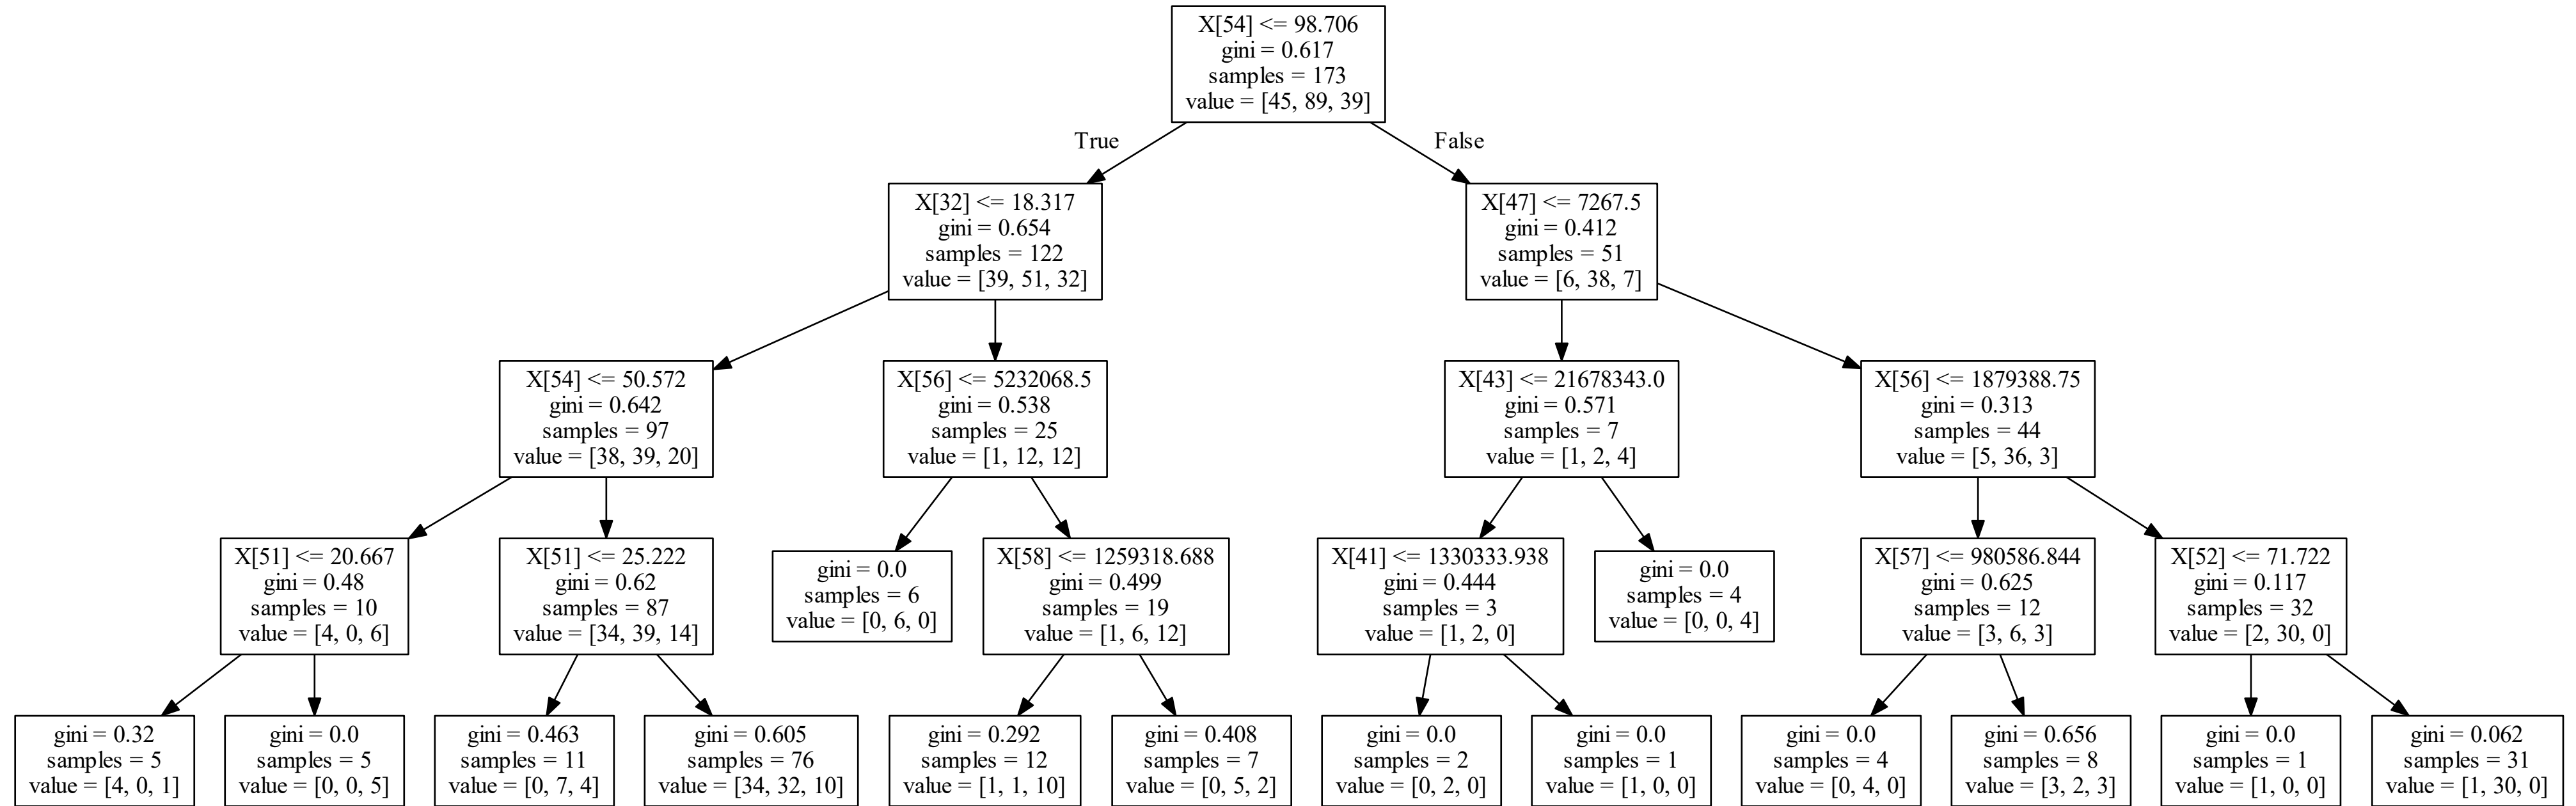 X[54] <= 98.706
gini = 0.617
samples = 173
value = [45, 89, 39]
True
False
X[32] <= 18.317
gini = 0.654
samples = 122
value = [39, 51, 32]
X[47] <= 7267.5
gini = 0.412
samples = 51
value = [6, 38, 7]
X[54] <= 50.572
gini = 0.642
samples = 97
value = [38, 39, 20]
X[56] <= 5232068.5
gini = 0.538
samples = 25
value = [1, 12, 12]
X[43] <= 21678343.0
gini = 0.571
samples = 7
value = [1, 2, 4]
X[56] <= 1879388.75
gini = 0.313
samples = 44
value = [5, 36, 3]
X[51] <= 20.667
gini = 0.48
samples = 10
value = [4, 0, 6]
X[51] <= 25.222
gini = 0.62
samples = 87
value = [34, 39, 14]
gini = 0.0
samples = 6
value = [0, 6, 0]
X[58] <= 1259318.688
gini = 0.499
samples = 19
value = [1, 6, 12]
X[41] <= 1330333.938
gini = 0.444
samples = 3
value = [1, 2, 0]
gini = 0.0
samples = 4
value = [0, 0, 4]
X[57] <= 980586.844
gini = 0.625
samples = 12
value = [3, 6, 3]
X[52] <= 71.722
gini = 0.117
samples = 32
value = [2, 30, 0]
gini = 0.32
samples = 5
value = [4, 0, 1]
gini = 0.0
samples = 5
value = [0, 0, 5]
gini = 0.463
samples = 11
value = [0, 7, 4]
gini = 0.605
samples = 76
value = [34, 32, 10]
gini = 0.292
samples = 12
value = [1, 1, 10]
gini = 0.408
samples = 7
value = [0, 5, 2]
gini = 0.0
samples = 2
value = [0, 2, 0]
gini = 0.0
samples = 1
value = [1, 0, 0]
gini = 0.0
samples = 4
value = [0, 4, 0]
gini = 0.656
samples = 8
value = [3, 2, 3]
gini = 0.0
samples = 1
value = [1, 0, 0]
gini = 0.062
samples = 31
value = [1, 30, 0]